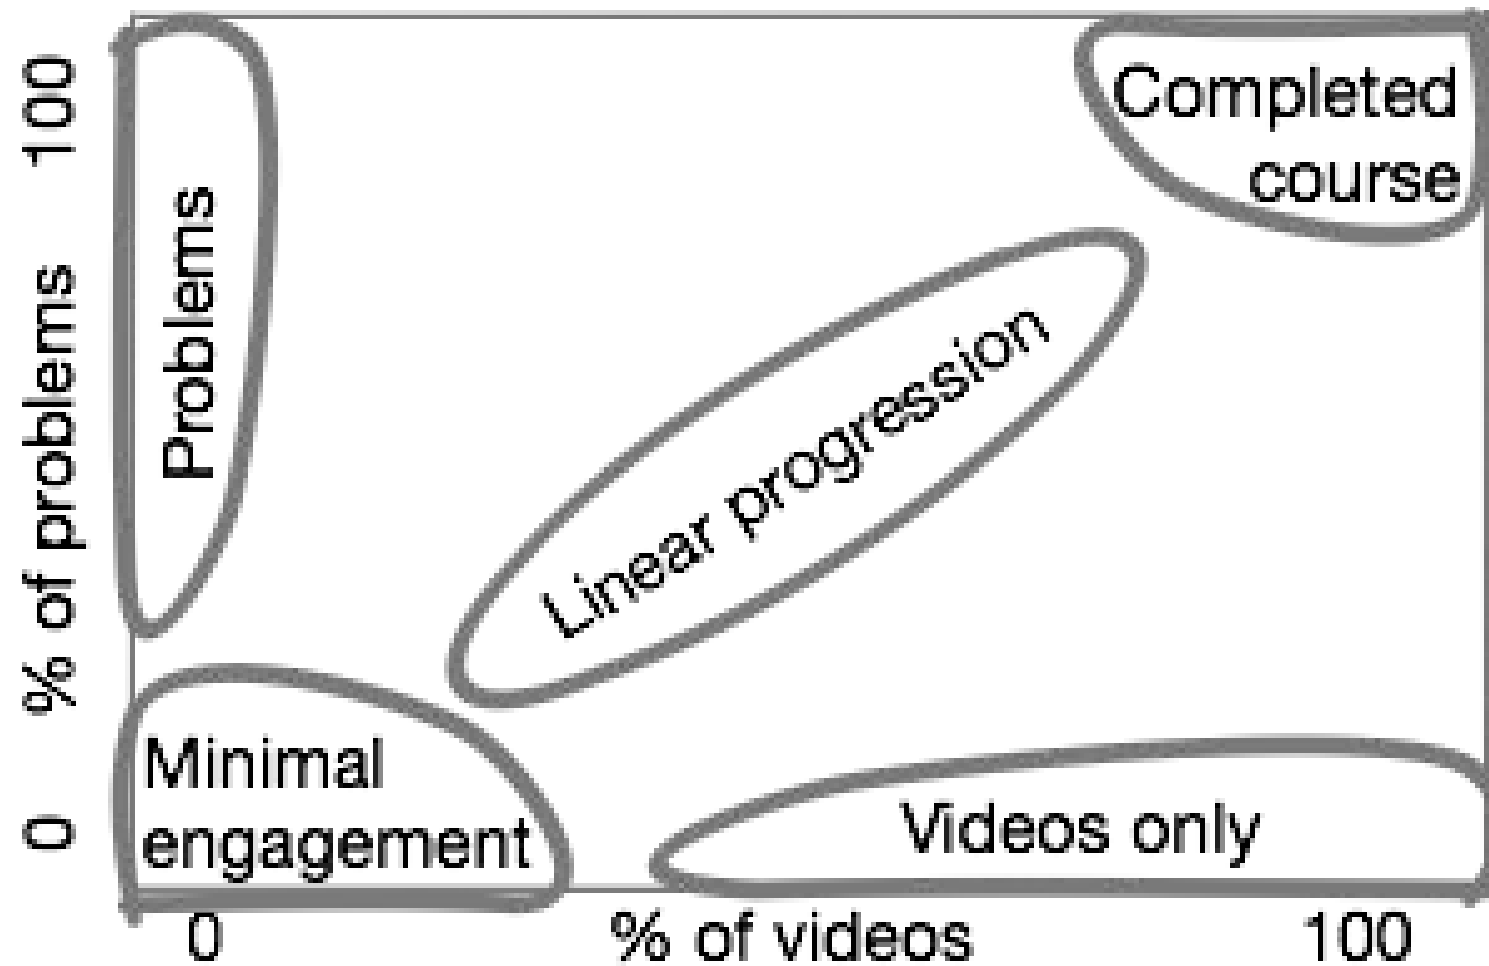 100
% of problems
0
Problems
Completed
course
Linear progression
Minimal
engagement
Videos only
0
% of videos
100